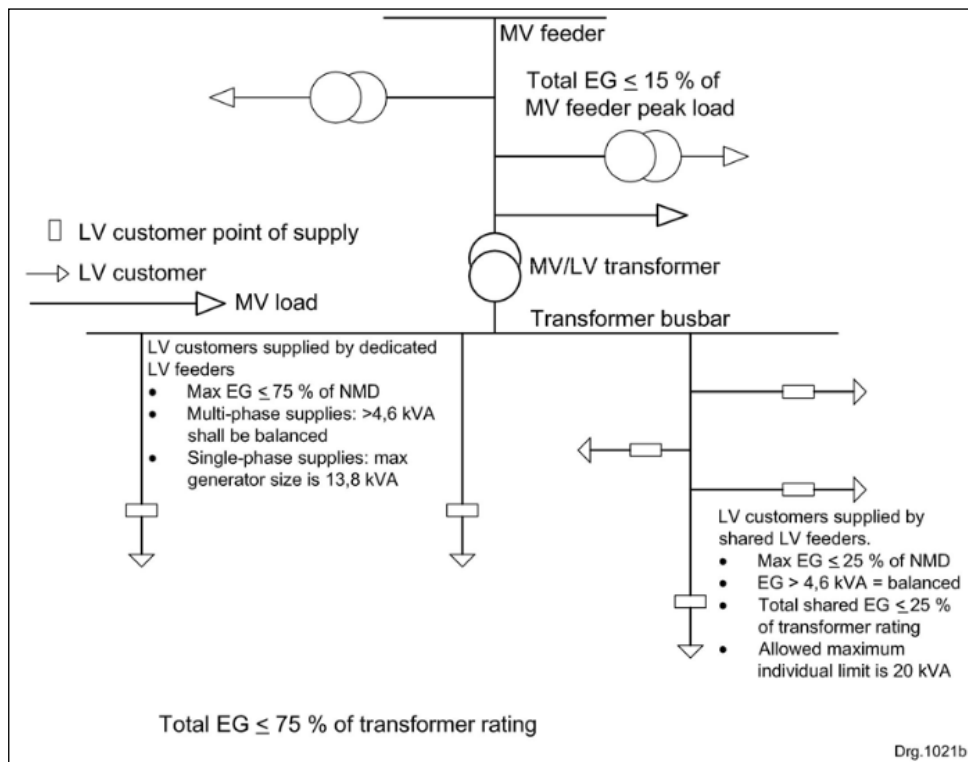 MV feeder
Total EG ≤ 15 % of
MV feeder peak load
LV customer point of supply
LV customer
MV load
MV/LV transformer
Transformer busbar
LV customers supplied by dedicated
LV feeders
• Max EG ≤ 75 % of NMD
• Multi-phase supplies: >4,6 kVA
shall be balanced
• Single-phase supplies: max
generator size is 13,8 kVA
LV customers supplied by
shared LV feeders.
• Max EG ≤ 25 % of NMD
• EG > 4,6 kVA = balanced
• Total shared EG ≤ 25 %
of transformer rating
• Allowed maximum
individual limit is 20 kVA
Total EG ≤ 75 % of transformer rating
Drg.1021b